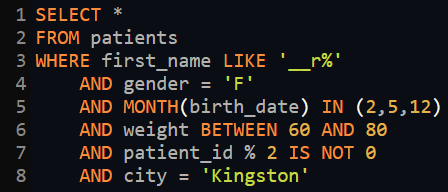 1 SELECT *
2 FROM patients
3 WHERE first_name LIKE '__r%'
4     AND gender = 'F'
5     AND MONTH(birth_date) IN (2,5,12)
6     AND weight BETWEEN 60 AND 80
7     AND patient_id % 2 IS NOT 0
8     AND city = 'Kingston'